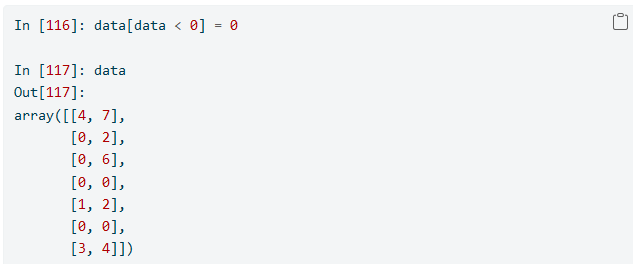 In [116]: data[data < 0] = 0
In [117]: data
Out[117]:
array([[4, 7],
       [0, 2],
       [0, 6],
       [0, 0],
       [1, 2],
       [0, 0],
       [3, 4]])